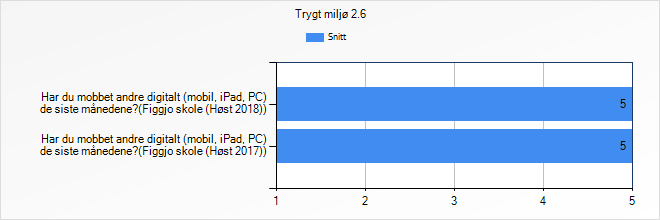 Trygt miljø 2.6
Snitt
Har du mobbet andre digitalt (mobil, iPad, PC)
de siste månedene?(Figgjo skole (Høst 2018))
5
Har du mobbet andre digitalt (mobil, iPad, PC)
de siste månedene?(Figgjo skole (Høst 2017))
5
1 2 3 4 5